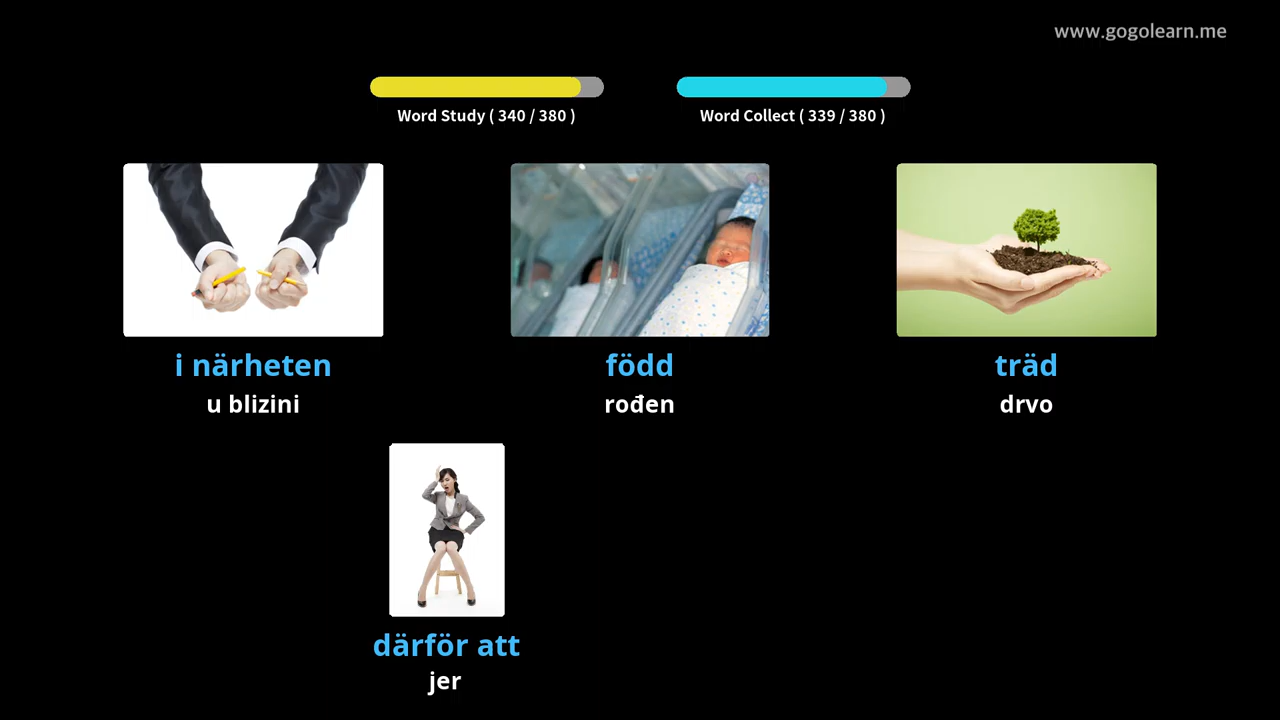 www.gogolearn.me
Word Study ( 340 / 380 )
Word Collect ( 339 / 380 )
i närheten
u blizini
född
rođen
träd
drvo
därför att
jer